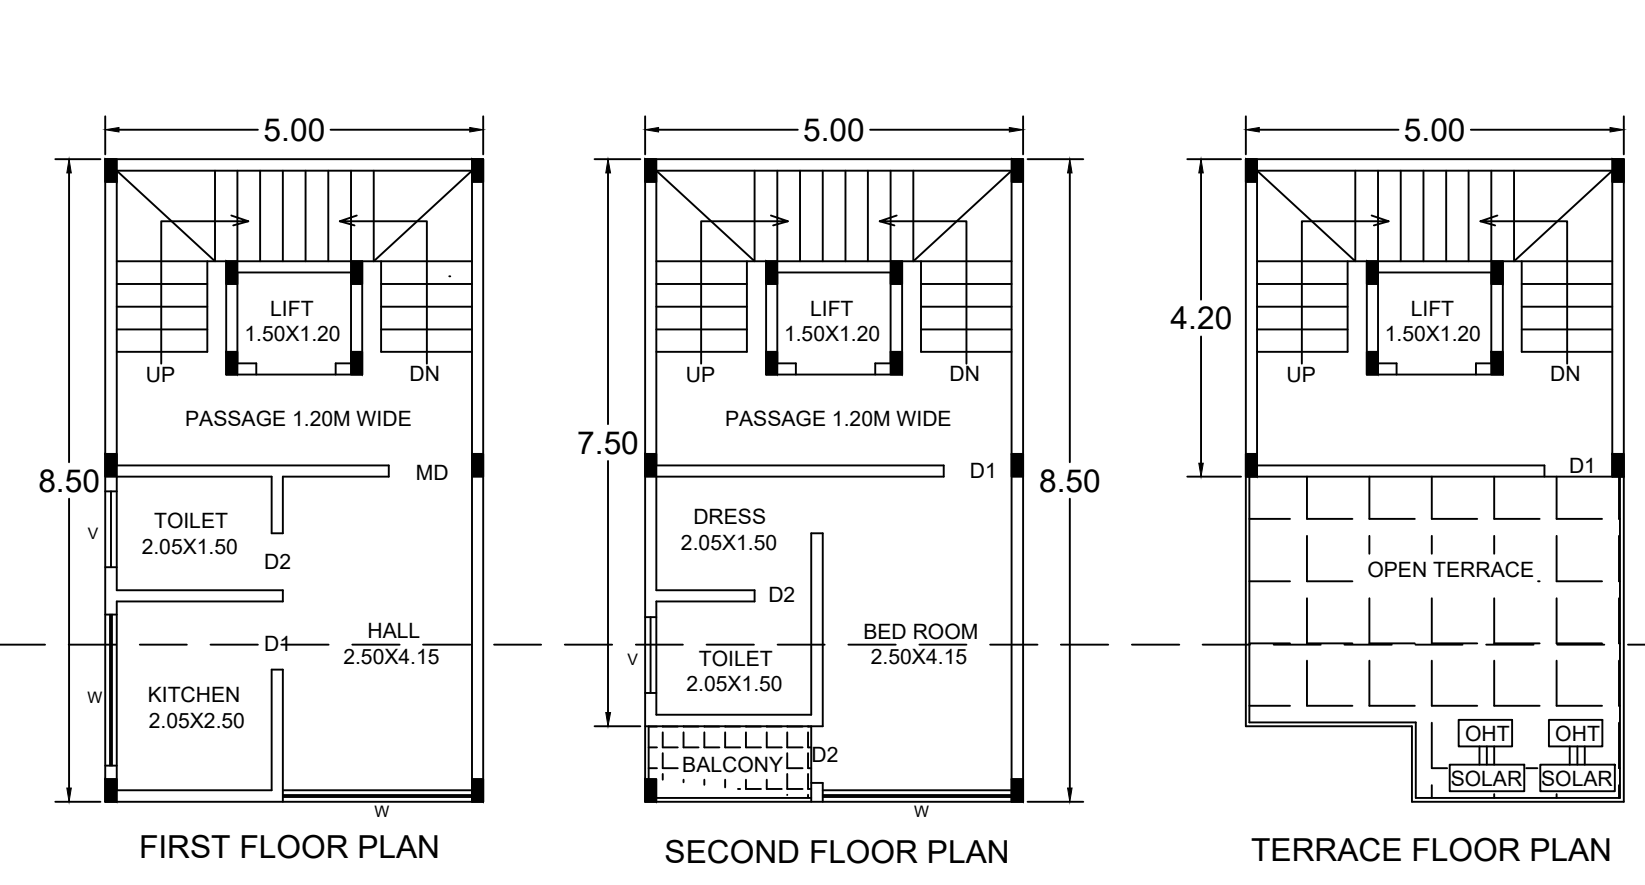 5.00
8.50
LIFT
1.50X1.20
UP
DN
PASSAGE 1.20M WIDE
MD
V
TOILET
2.05X1.50
D2
D1
HALL
2.50X4.15
W
KITCHEN
2.05X2.50
W
FIRST FLOOR PLAN
5.00
7.50
8.50
LIFT
1.50X1.20
UP
DN
PASSAGE 1.20M WIDE
D1
DRESS
2.05X1.50
D2
V
TOILET
2.05X1.50
BED ROOM
2.50X4.15
BALCONY
D2
W
SECOND FLOOR PLAN
5.00
4.20
LIFT
1.50X1.20
UP
DN
D1
OPEN TERRACE
OHT
OHT
SOLAR
SOLAR
TERRACE FLOOR PLAN